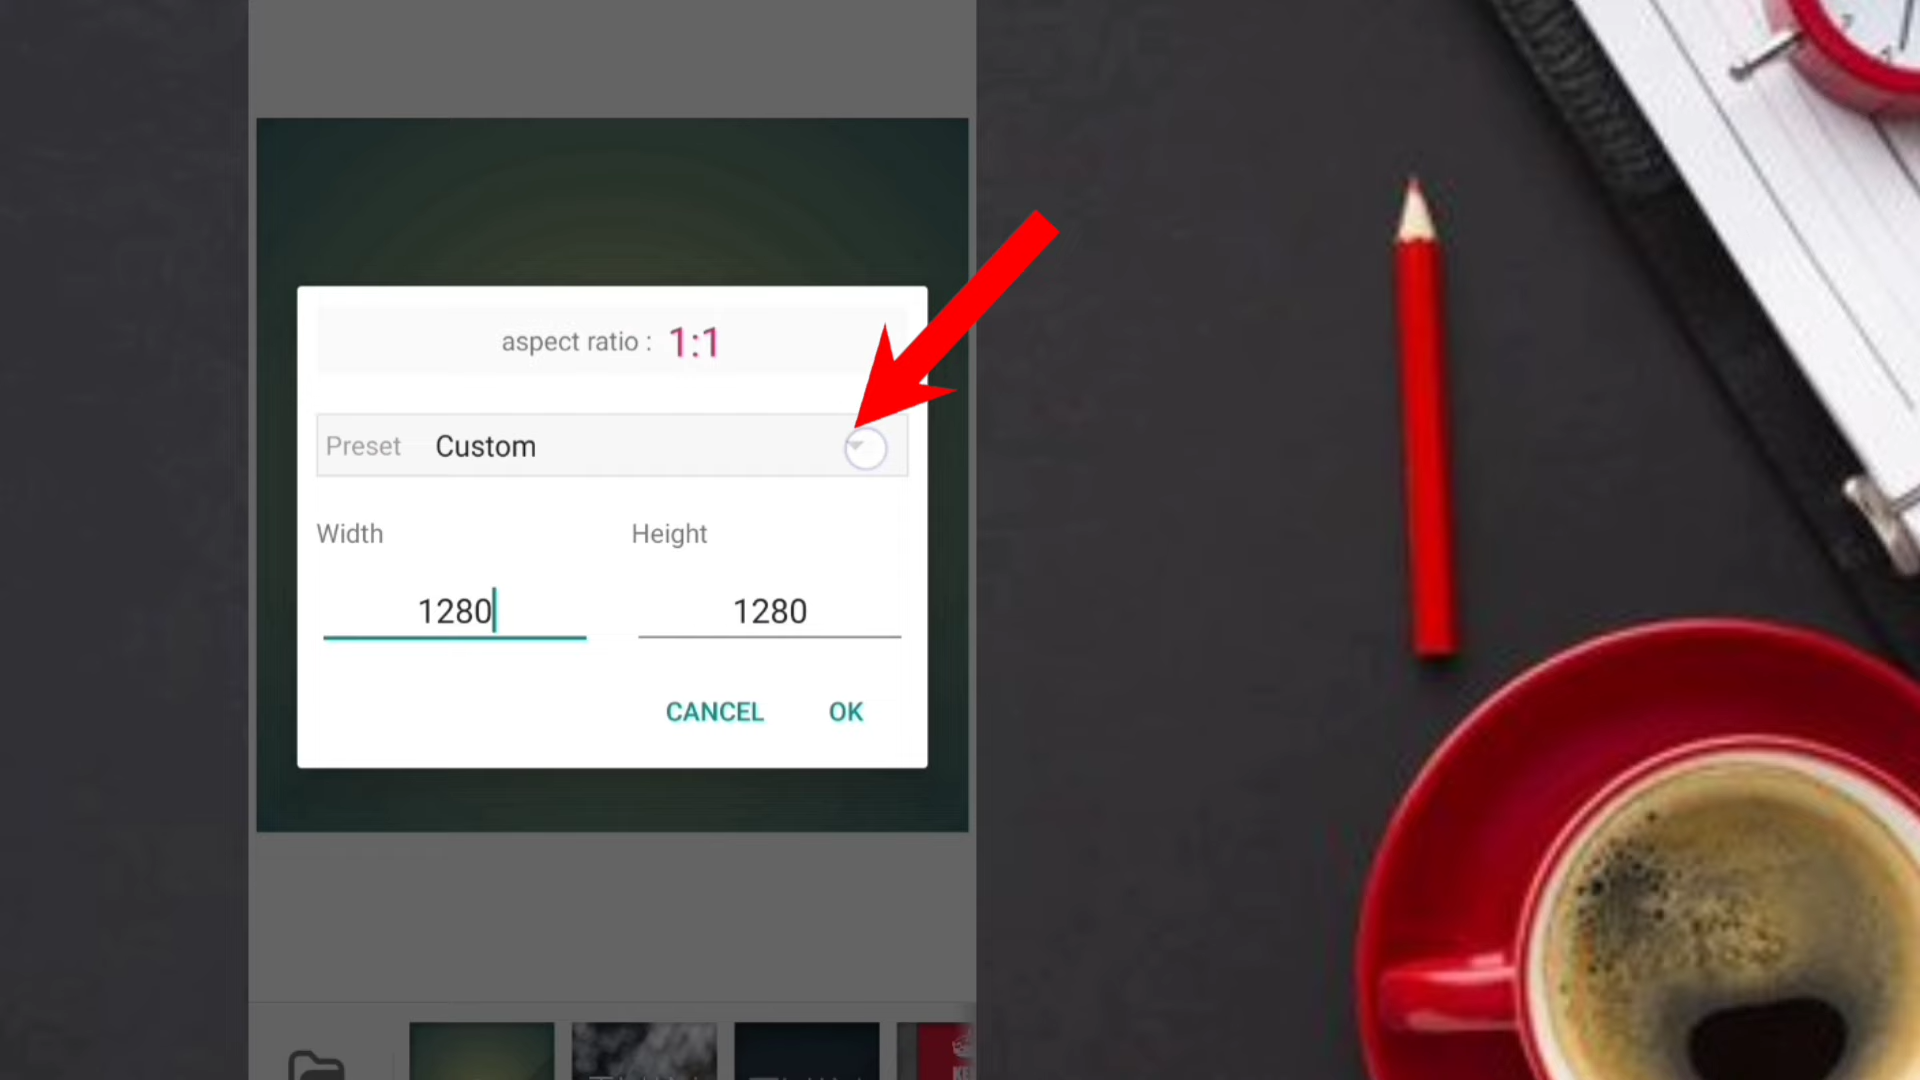 aspect ratio : 1:1
Preset Custom
Width Height
1280 1280
CANCEL OK